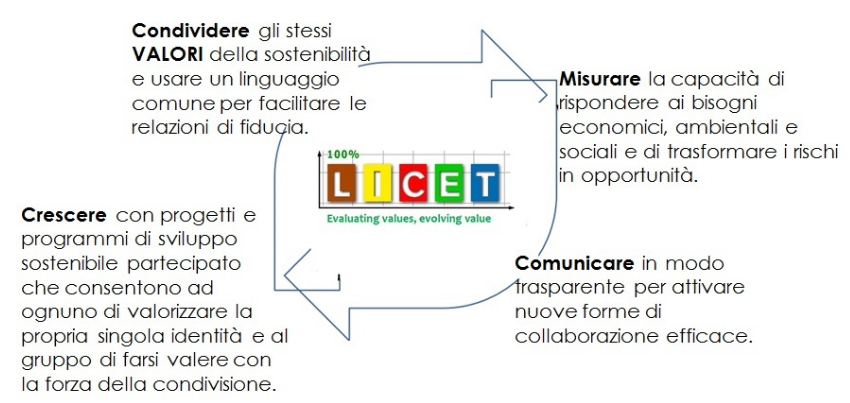 Condividere gli stessi
VALORI della sostenibilità
e usare un linguaggio
comune per facilitare le
relazioni di fiducia.
Misurare la capacità di
rispondere ai bisogni
economici, ambientali e
sociali e di trasformare i rischi
in opportunità.
100%
LICET
Evaluating values, evolving value
Crescere con progetti e
programmi di sviluppo
sostenibile partecipato
che consentono ad
ognuno di valorizzare la
propria singola identità e al
gruppo di farsi valere con
la forza della condivisione.
Comunicare in modo
trasparente per attivare
nuove forme di
collaborazione efficace.